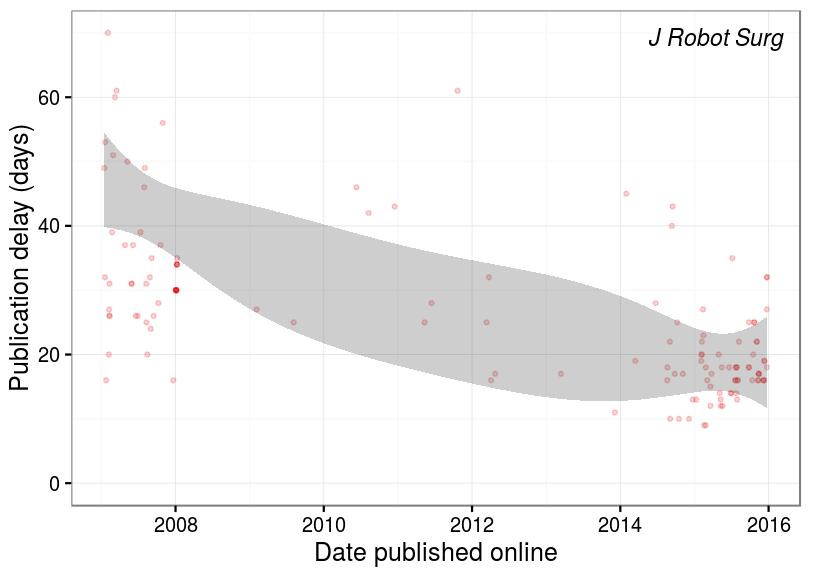 J Robot Surg
Publication delay (days)
60
40
20
0
2008 2010 2012 2014 2016
Date published online